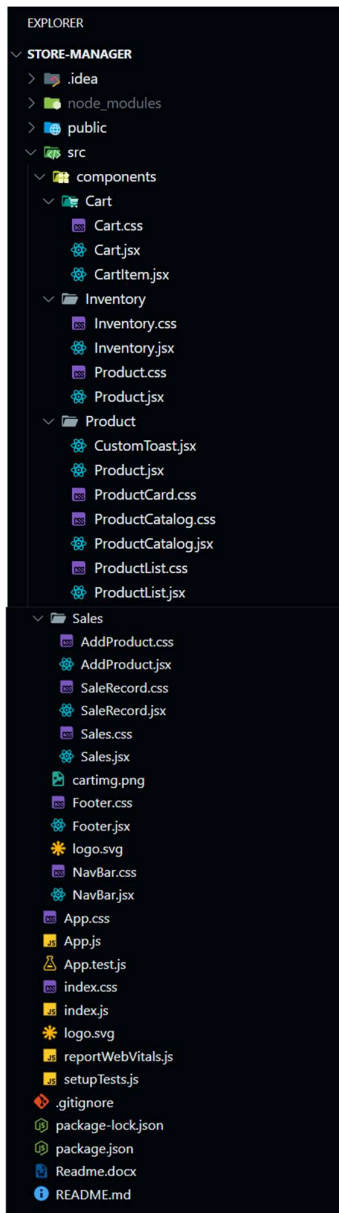 EXPLORER
STORE-MANAGER
.idea
node_modules
public
src
components
Cart
Cart.css
Cart.jsx
CartItem.jsx
Inventory
Inventory.css
Inventory.jsx
Product.css
Product.jsx
Product
CustomToast.jsx
Product.jsx
ProductCard.css
ProductCatalog.css
ProductCatalog.jsx
ProductList.css
ProductList.jsx
Sales
AddProduct.css
AddProduct.jsx
SaleRecord.css
SaleRecord.jsx
Sales.css
Sales.jsx
cartimg.png
Footer.css
Footer.jsx
logo.svg
NavBar.css
NavBar.jsx
App.css
App.js
App.test.js
index.css
index.js
logo.svg
reportWebVitals.js
setupTests.js
.gitignore
package-lock.json
package.json
Readme.docx
README.md